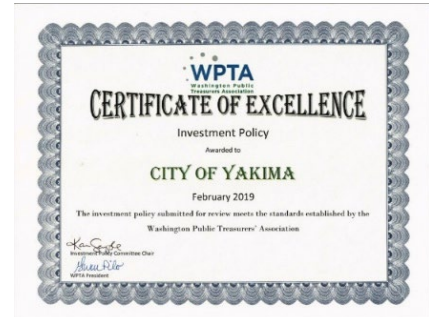 WPTA
Washington Public
Treasurers Association
CERTIFICATE OF EXCELLENCE
Investment Policy
Awarded to
CITY OF YAKIMA
February 2019
The investment policy submitted for review meets the standards established by the
Washington Public Treasurers' Association
Investment Policy Committee Chair
WPTA President